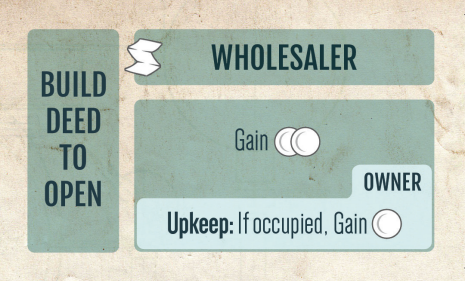 BUILD
DEED
TO
OPEN
WHOLESALER
Gain
OWNER
Upkeep: If occupied, Gain